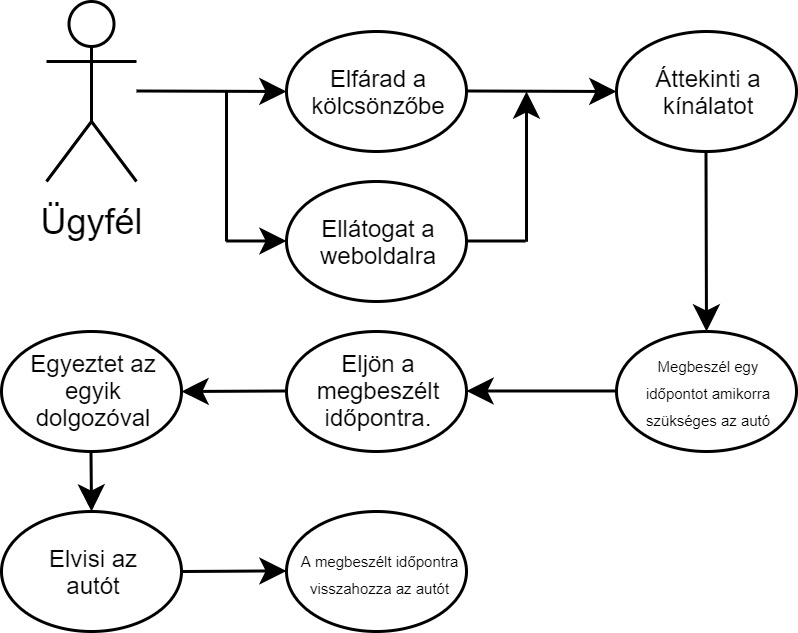 Ügyfél
Elfárad a
kölcsönzőbe
Áttekinti a
kínálatot
Ellátogat a
weboldalra
Megbeszél egy
időpontot amikorra
szükséges az autó
Eljön a
megbeszélt
időpontra.
Egyeztet az
egyik
dolgozóval
Elvisi az
autót
A megbeszélt időpontra
visszahozza az autót